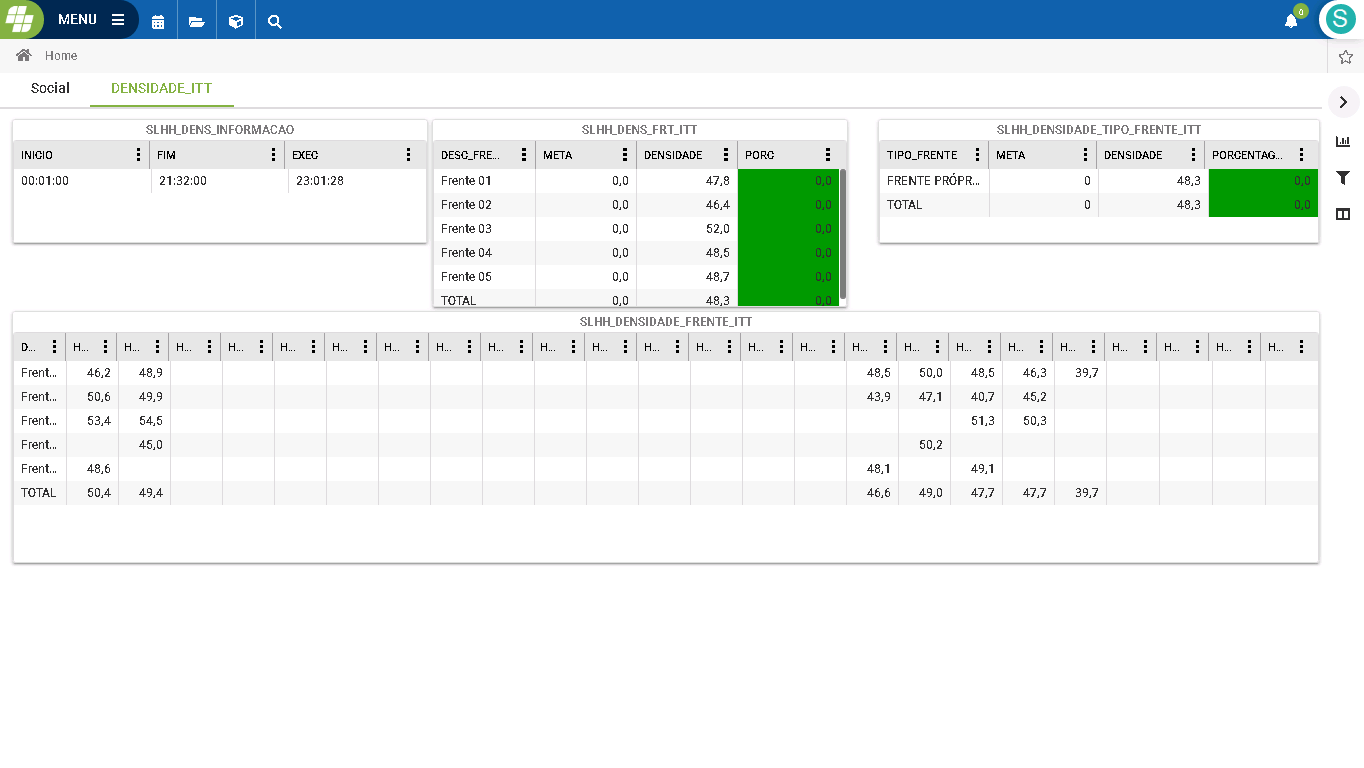 MENU
0
S
Home
Social DENSIDADE_ITT
SLHH_DENS_INFORMACAO
INICIO FIM EXEC
00:01:00 21:32:00 23:01:28
SLHH_DENS_FRT_ITT
DESC_FRE... META DENSIDADE PORC
Frente 01 0,0 47,8 0,0
Frente 02 0,0 46,4 0,0
Frente 03 0,0 52,0 0,0
Frente 04 0,0 48,5 0,0
Frente 05 0,0 48,7 0,0
TOTAL 0,0 48,3 0,0
SLHH_DENSIDADE_TIPO_FRENTE_ITT
TIPO_FRENTE META DENSIDADE PORCENTAG...
FRENTE PRÓPR... 0 48,3 0,0
TOTAL 0 48,3 0,0
SLHH_DENSIDADE_FRENTE_ITT
D... H... H... H... H... H... H... H... H... H... H... H... H... H... H... H... H... H... H... H... H... H... H... H... H...
Frent... 46,2 48,9 48,5 50,0 48,5 46,3 39,7
Frent... 50,6 49,9 43,9 47,1 40,7 45,2
Frent... 53,4 54,5 51,3 50,3
Frent... 45,0 50,2
Frent... 48,6 48,1 49,1
TOTAL 50,4 49,4 46,6 49,0 47,7 47,7 39,7